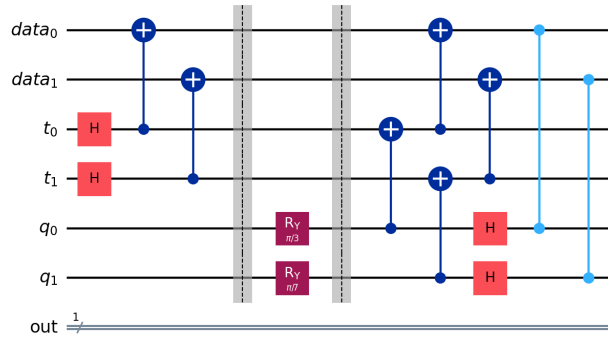 data0
data1
t0 H
t1 H
q0 RY π/3 H
q1 RY π/7 H
out 1